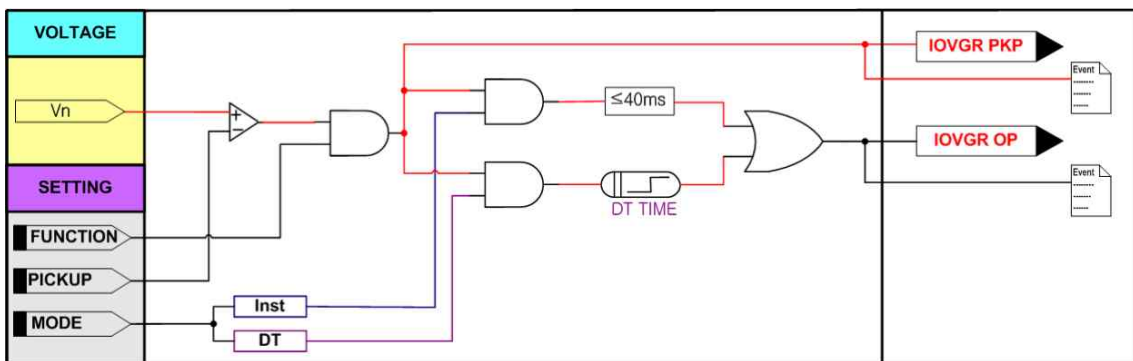 VOLTAGE
Vn
SETTING
FUNCTION
PICKUP
MODE
+
−
Inst
DT
≤40ms
DT TIME
IOVGR PKP
Event
IOVGR OP
Event